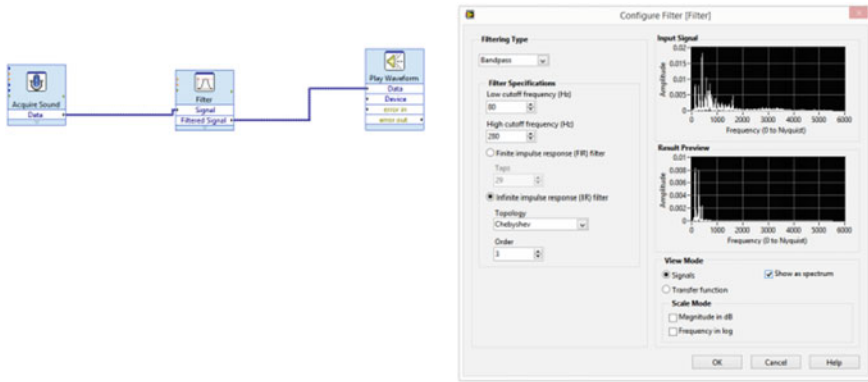 Acquire Sound
Data
Filter
Signal
Filtered Signal
Play Waveform
Data
Device
error in
error out
Configure Filter [Filter]
Filtering Type
Bandpass
Filter Specifications
Low cutoff frequency (Hz)
80
High cutoff frequency (Hz)
280
Finite impulse response (FIR) filter
Taps
29
Infinite impulse response (IIR) filter
Topology
Chebyshev
Order
3
Input Signal
Amplitude
0.02
0.015
0.01
0.005
0
0 1000 2000 3000 4000 5000 6000
Frequency (0 to Nyquist)
Result Preview
Amplitude
0.01
0.008
0.006
0.004
0.002
0
0 1000 2000 3000 4000 5000 6000
Frequency (0 to Nyquist)
View Mode
Signals
Show as spectrum
Transfer function
Scale Mode
Magnitude in dB
Frequency in log
OK Cancel Help